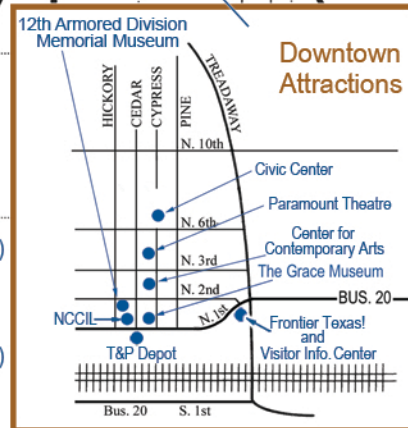 12th Armored Division
Memorial Museum
Downtown
Attractions
HICKORY
CEDAR
CYPRESS
PINE
TREADAWAY
N. 10th
Civic Center
N. 6th
Paramount Theatre
Center for
Contemporary Arts
N. 3rd
The Grace Museum
N. 2nd
BUS. 20
N. 1st
NCCIL
Frontier Texas!
and
Visitor Info. Center
T&P Depot
Bus. 20 S. 1st